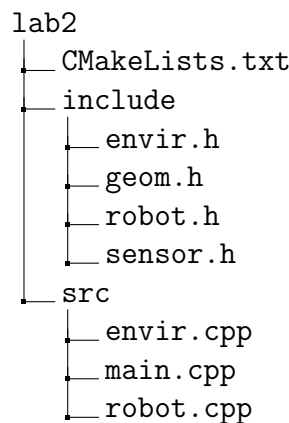 lab2
CMakeLists.txt
include
envir.h
geom.h
robot.h
sensor.h
src
envir.cpp
main.cpp
robot.cpp